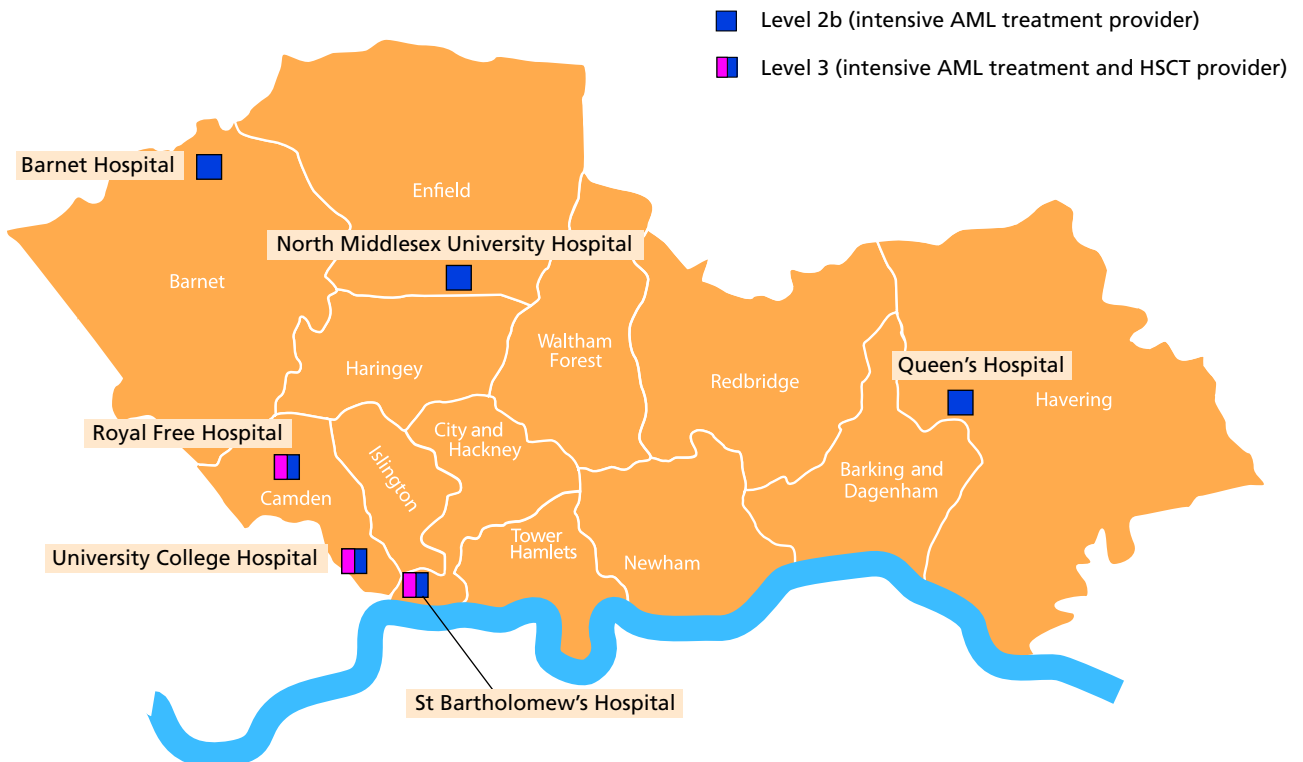 Level 2b (intensive AML treatment provider)
Level 3 (intensive AML treatment and HSCT provider)
Barnet Hospital
Enfield
North Middlesex University Hospital
Barnet
Waltham
Forest
Haringey
Redbridge
Queen’s Hospital
Havering
Royal Free Hospital
City and
Hackney
Islington
Barking and
Dagenham
Camden
Tower
Hamlets
University College Hospital
Newham
St Bartholomew’s Hospital